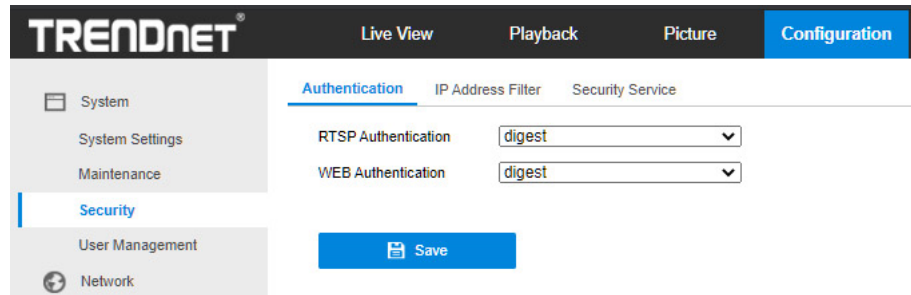 TRENDnet® Live View Playback Picture Configuration
System
System Settings
Maintenance
Security
User Management
Network
Authentication IP Address Filter Security Service
RTSP Authentication digest
WEB Authentication digest
Save